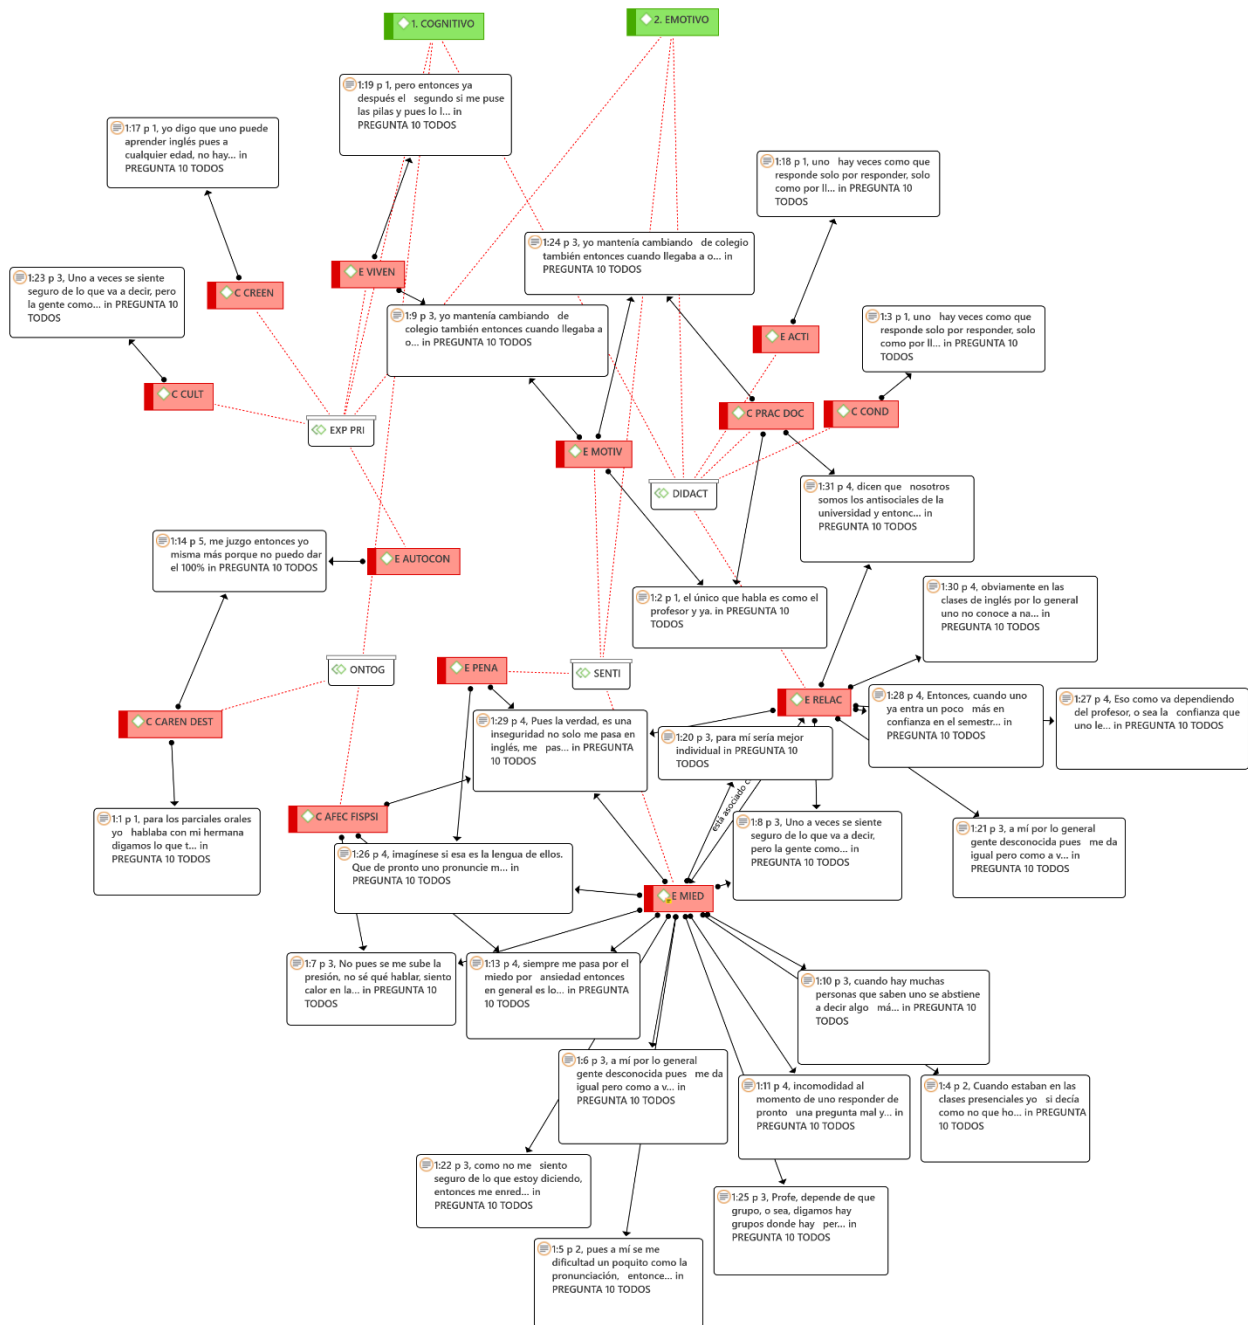 1. COGNITIVO
2. EMOTIVO
1:19 p 1, pero entonces ya
después el segundo si me puse
las pilas y pues lo l... in
PREGUNTA 10 TODOS
1:17 p 1, yo digo que uno puede
aprender inglés pues a
cualquier edad, no hay... in
PREGUNTA 10 TODOS
1:18 p 1, uno hay veces como que
responde solo por responder, solo
como por ll... in PREGUNTA 10
TODOS
1:24 p 3, yo mantenía cambiando de colegio
también entonces cuando llegaba a o... in
PREGUNTA 10 TODOS
1:23 p 3, Uno a veces se siente
seguro de lo que va a decir, pero
la gente como... in PREGUNTA 10
TODOS
E VIVEN
C CREEN
1:9 p 3, yo mantenía cambiando de
colegio también entonces cuando llegaba a
o... in PREGUNTA 10 TODOS
1:3 p 1, uno hay veces como que
responde solo por responder, solo
como por ll... in PREGUNTA 10
TODOS
E ACTI
C CULT
EXP PRI
C PRAC DOC
C COND
E MOTIV
DIDACT
1:31 p 4, dicen que nosotros
somos los antisociales de la
universidad y entonc... in
PREGUNTA 10 TODOS
1:14 p 5, me juzgo entonces yo
misma más porque no puedo dar
el 100% in PREGUNTA 10
TODOS
E AUTOCON
1:2 p 1, el único que habla es como el
profesor y ya. in PREGUNTA 10
TODOS
1:30 p 4, obviamente en las
clases de inglés por lo general
uno no conoce a na... in
PREGUNTA 10 TODOS
ONTOG
E PENA
SENTI
E RELAC
1:28 p 4, Entonces, cuando uno
ya entra un poco más en
confianza en el semestr... in
PREGUNTA 10 TODOS
1:27 p 4, Eso como va dependiendo
del profesor, o sea la confianza que
uno le... in PREGUNTA 10 TODOS
C CAREN DEST
1:29 p 4, Pues la verdad, es una
inseguridad no solo me pasa en
inglés, me pas... in PREGUNTA
10 TODOS
1:20 p 3, para mí sería mejor
individual in PREGUNTA 10
TODOS
está asociado c
1:1 p 1, para los parciales orales
yo hablaba con mi hermana
digamos lo que t... in
PREGUNTA 10 TODOS
C AFEC FISPSI
1:8 p 3, Uno a veces se siente
seguro de lo que va a decir,
pero la gente como... in
PREGUNTA 10 TODOS
1:21 p 3, a mí por lo general
gente desconocida pues me da
igual pero como a v... in
PREGUNTA 10 TODOS
1:26 p 4, imagínese si esa es la lengua de ellos.
Que de pronto uno pronuncie m... in
PREGUNTA 10 TODOS
E MIED
1:7 p 3, No pues se me sube la
presión, no sé qué hablar, siento
calor en la... in PREGUNTA 10
TODOS
1:13 p 4, siempre me pasa por el
miedo por ansiedad entonces
en general es lo... in PREGUNTA
10 TODOS
1:10 p 3, cuando hay muchas
personas que saben uno se abstiene
a decir algo má... in PREGUNTA 10
TODOS
1:6 p 3, a mí por lo general
gente desconocida pues me da
igual pero como a v... in
PREGUNTA 10 TODOS
1:11 p 4, incomodidad al
momento de uno responder de
pronto una pregunta mal y... in
PREGUNTA 10 TODOS
1:4 p 2, Cuando estaban en las
clases presenciales yo si decía
como no que ho... in PREGUNTA
10 TODOS
1:22 p 3, como no me siento
seguro de lo que estoy diciendo,
entonces me enred... in
PREGUNTA 10 TODOS
1:25 p 3, Profe, depende de que
grupo, o sea, digamos hay
grupos donde hay per... in
PREGUNTA 10 TODOS
1:5 p 2, pues a mí se me
dificultad un poquito como la
pronunciación, entonce... in
PREGUNTA 10 TODOS